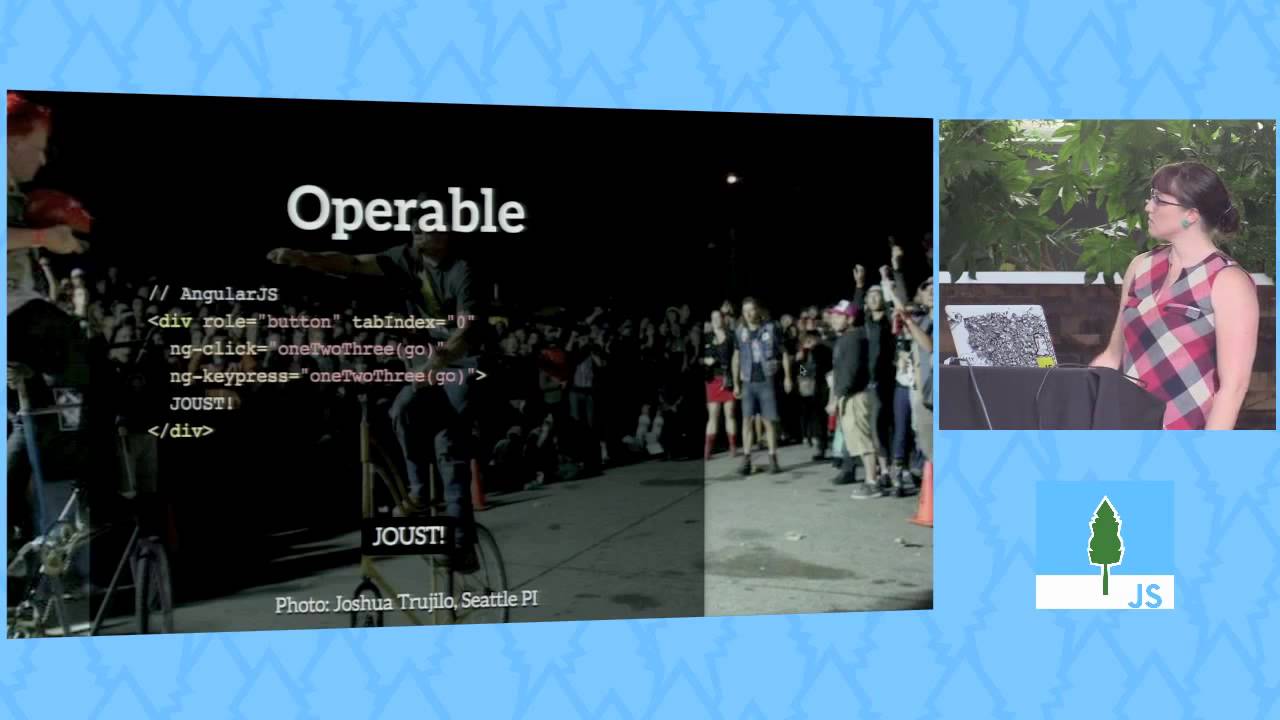 Operable
// AngularJS
<div role="button" tabIndex="0"
ng-click="oneTwoThree(go)"
ng-keypress="oneTwoThree(go)">
JOUST!
</div>
JOUST!
Photo: Joshua Trujilo, Seattle PI
JS